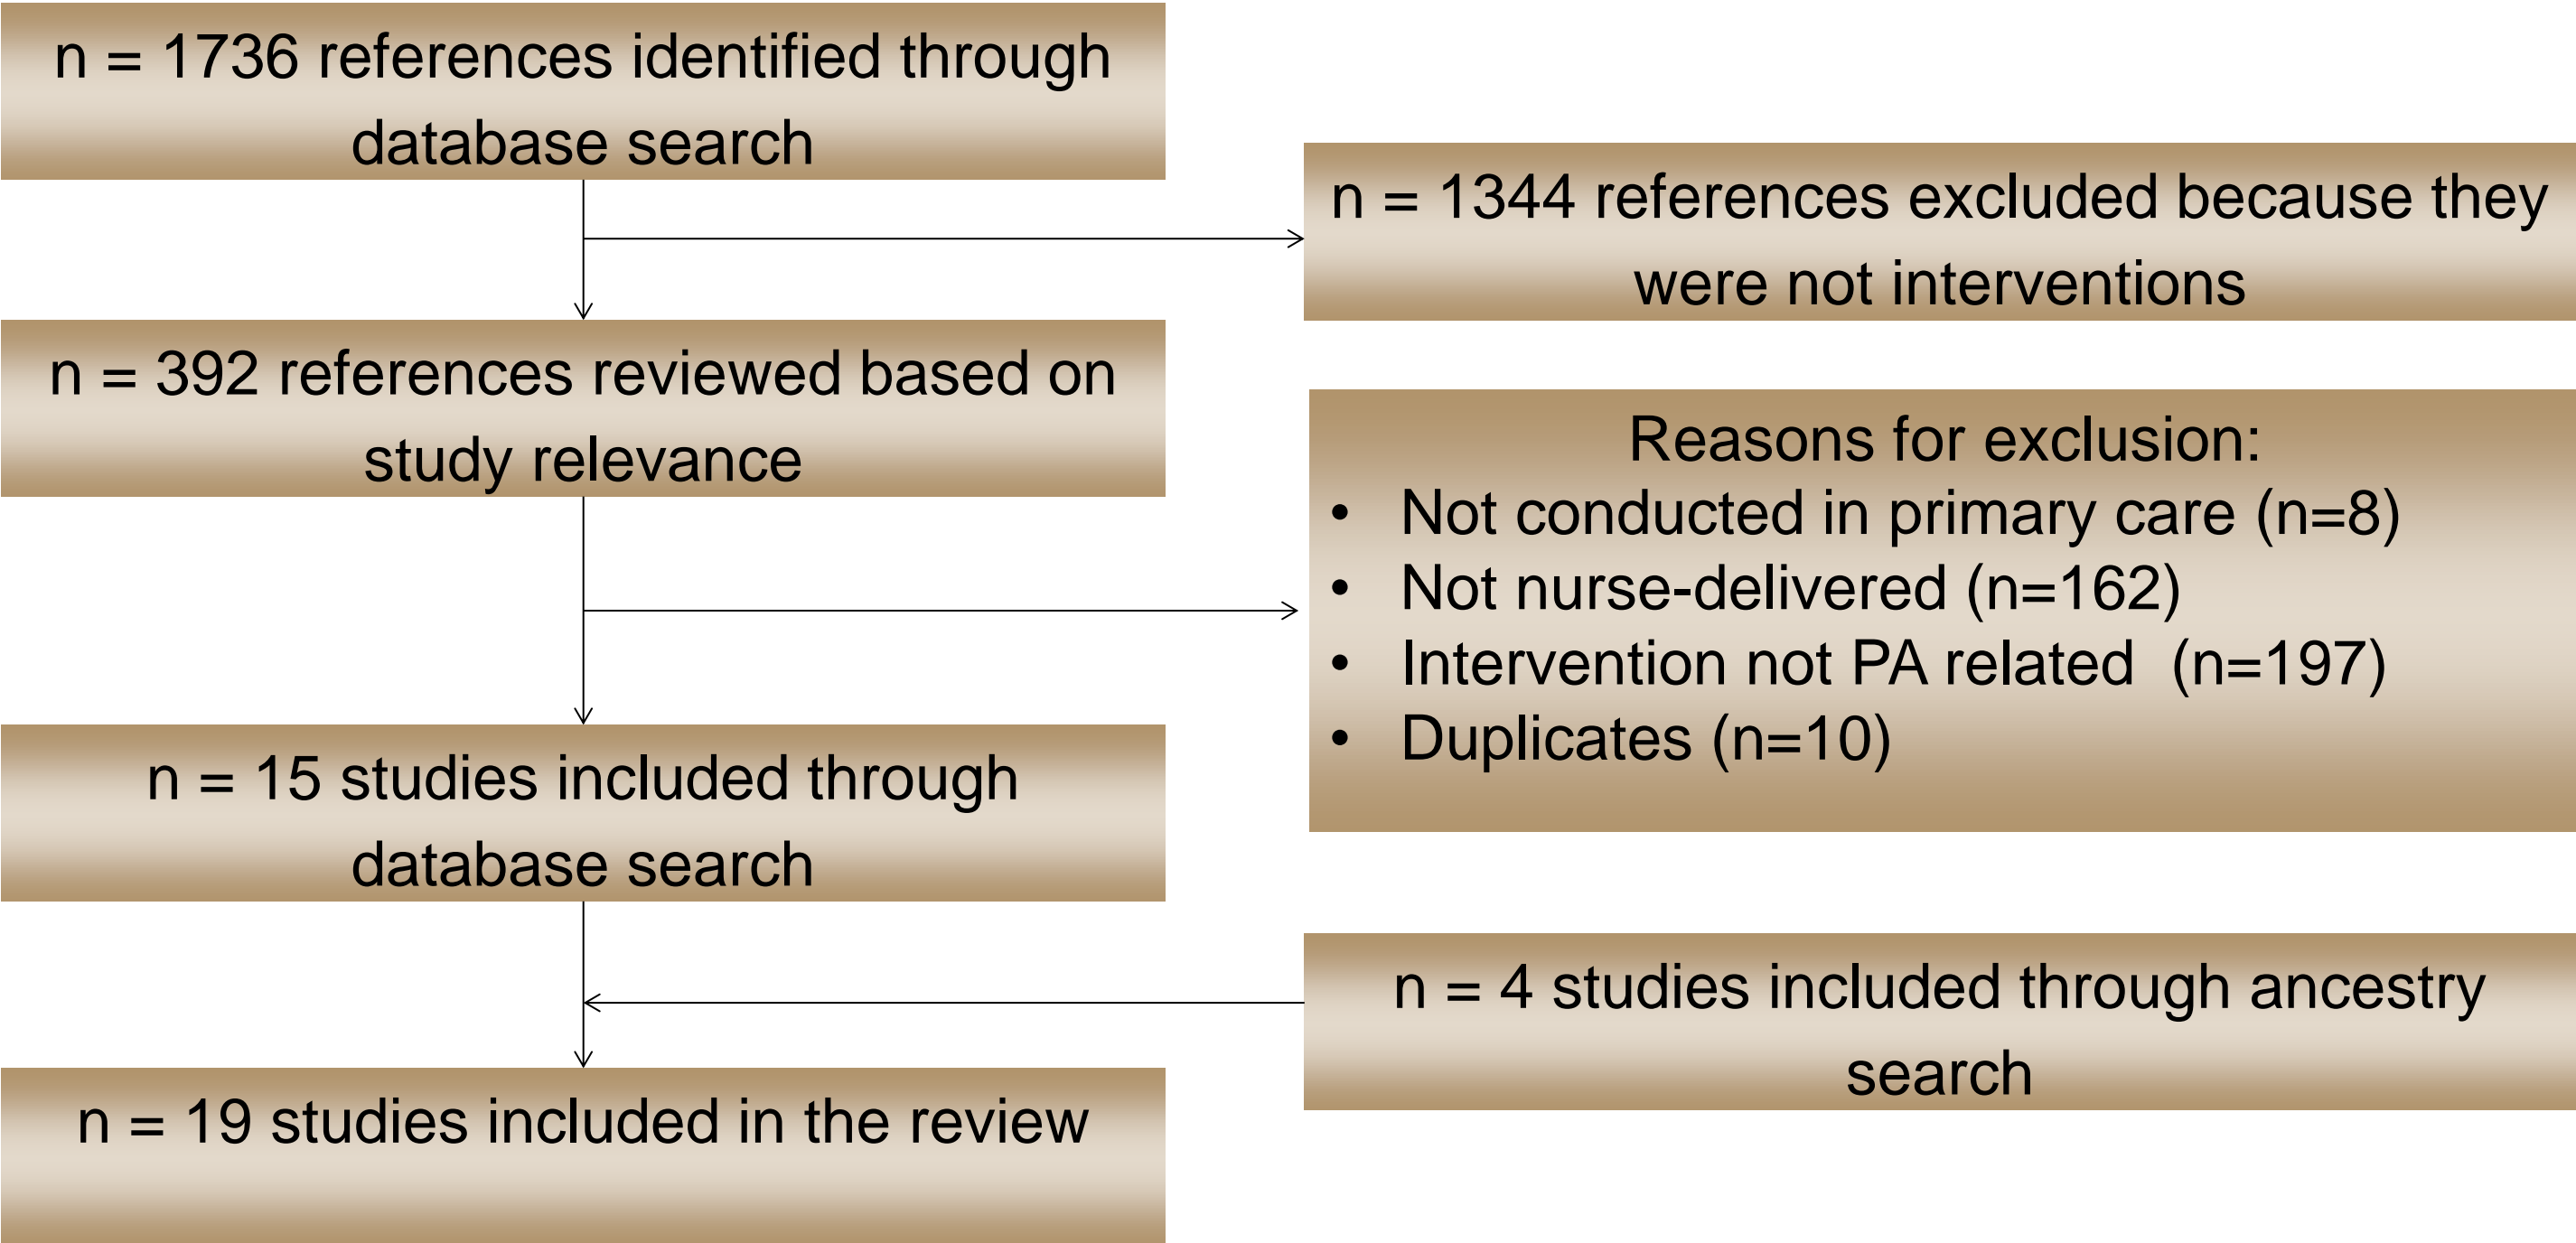 n = 1736 references identified through
database search
n = 1344 references excluded because they
were not interventions
n = 392 references reviewed based on
study relevance
Reasons for exclusion:
• Not conducted in primary care (n=8)
• Not nurse-delivered (n=162)
• Intervention not PA related  (n=197)
• Duplicates (n=10)
n = 15 studies included through
database search
n = 4 studies included through ancestry
search
n = 19 studies included in the review